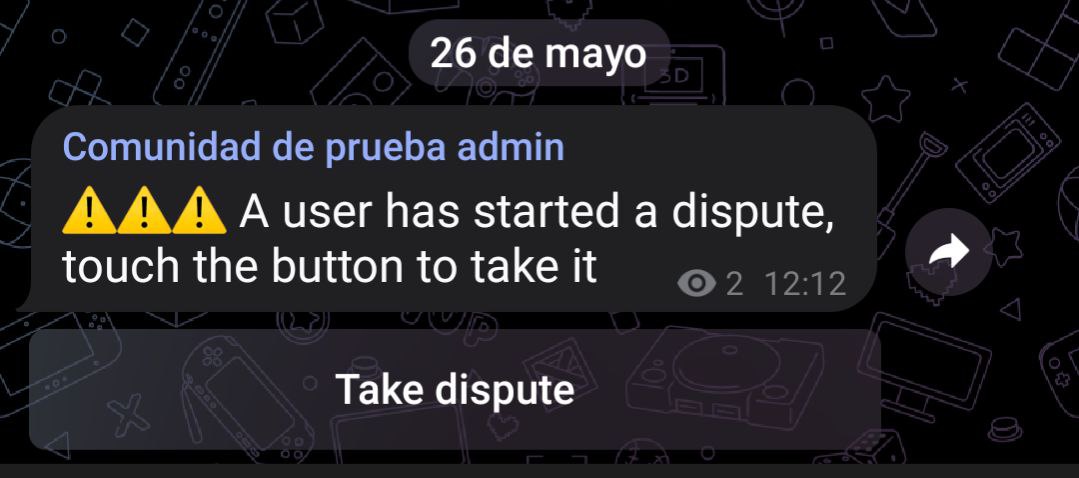 26 de mayo
Comunidad de prueba admin
⚠️⚠️⚠️ A user has started a dispute,
touch the button to take it
2 12:12
Take dispute
3D